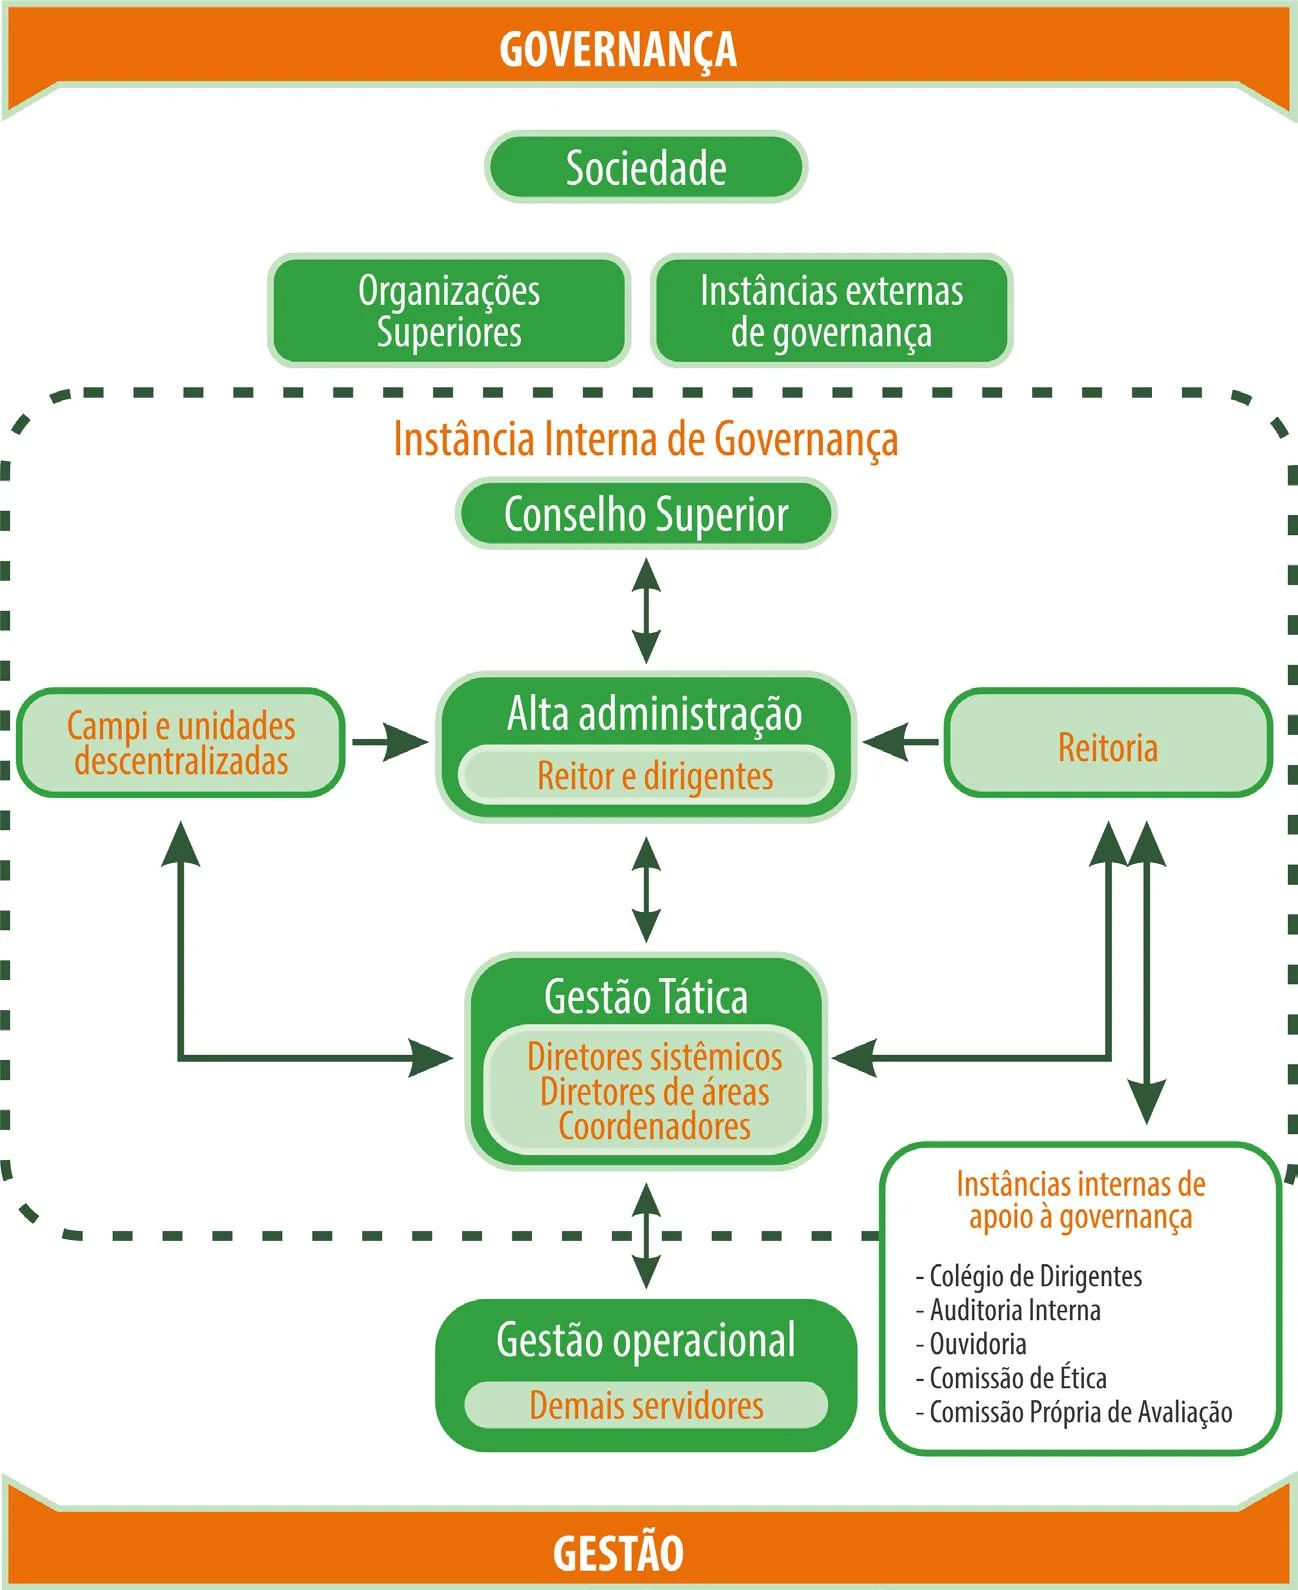 GOVERNANÇA
Sociedade
Organizações
Superiores
Instâncias externas
de governança
Instância Interna de Governança
Conselho Superior
Campi e unidades
descentralizadas
Alta administração
Reitor e dirigentes
Reitoria
Gestão Tática
Diretores sistêmicos
Diretores de áreas
Coordenadores
Instâncias internas de
apoio à governança
- Colégio de Dirigentes
- Auditoria Interna
- Ouvidoria
- Comissão de Ética
- Comissão Própria de Avaliação
Gestão operacional
Demais servidores
GESTÃO